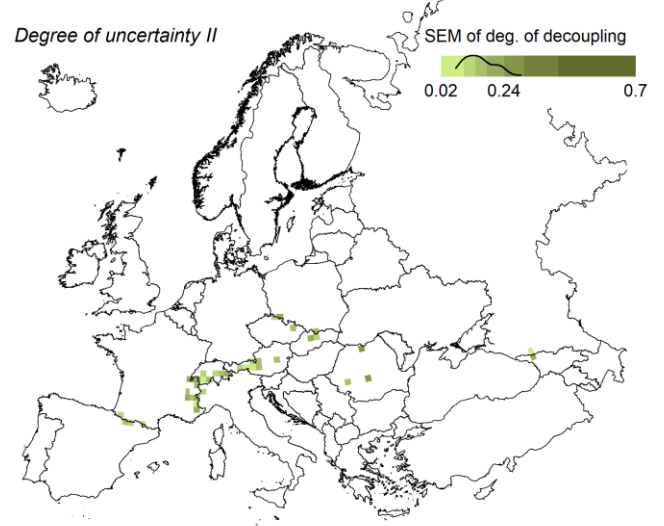 Degree of uncertainty II
SEM of deg. of decoupling
0.02 0.24 0.7